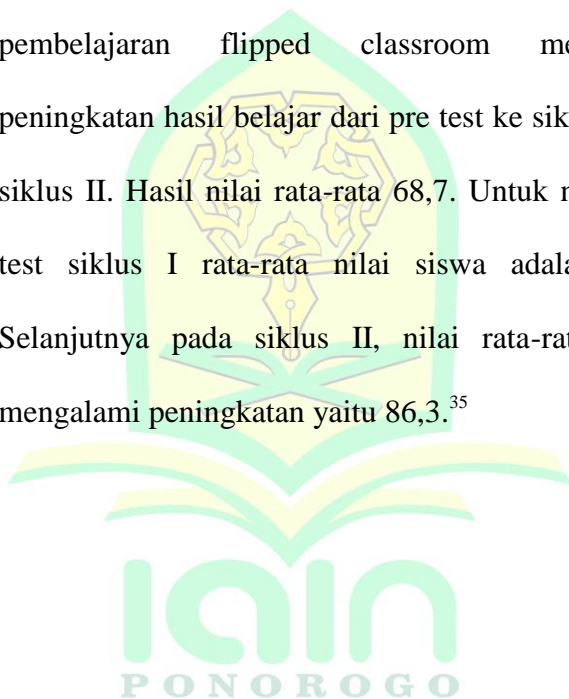 pembelajaran flipped classroom me
peningkatan hasil belajar dari pre test ke sik
siklus II. Hasil nilai rata-rata 68,7. Untuk n
test siklus I rata-rata nilai siswa adala
Selanjutnya pada siklus II, nilai rata-rat
mengalami peningkatan yaitu 86,3.³⁵
iain
PONOROGO